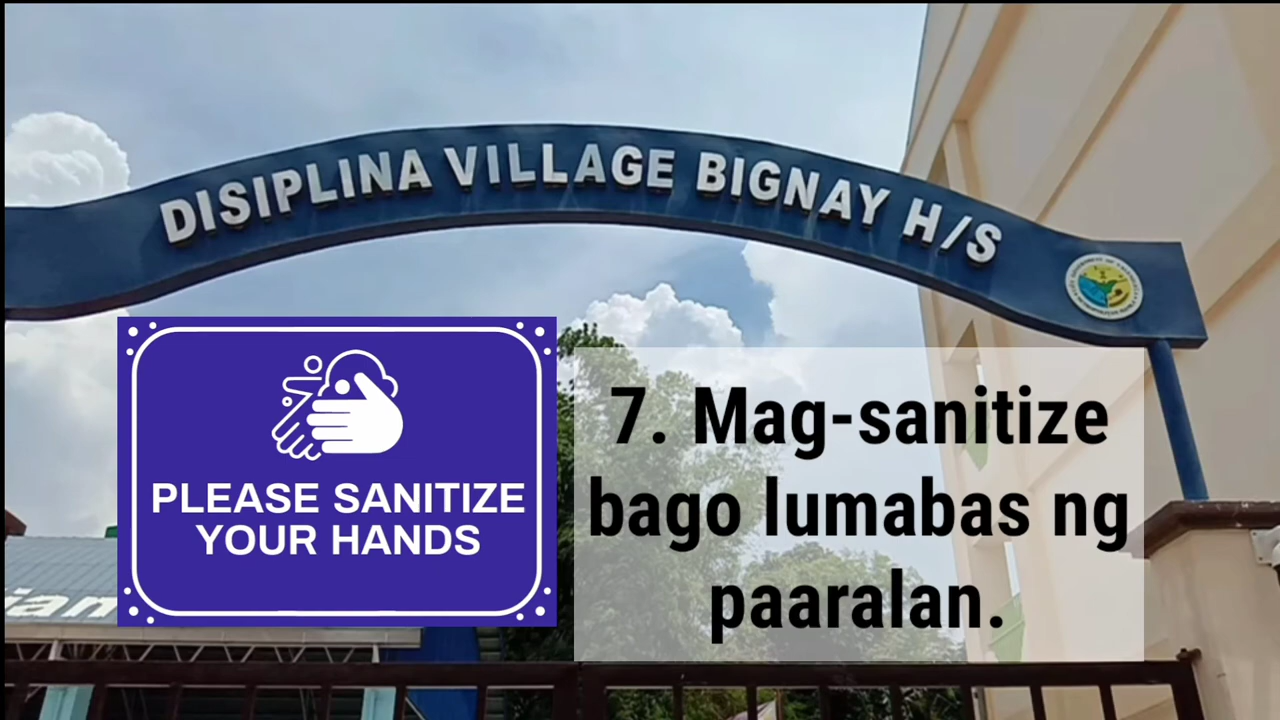 DISIPLINA VILLAGE BIGNAY H/S
PLEASE SANITIZE
YOUR HANDS
7. Mag-sanitize
bago lumabas ng
paaralan.